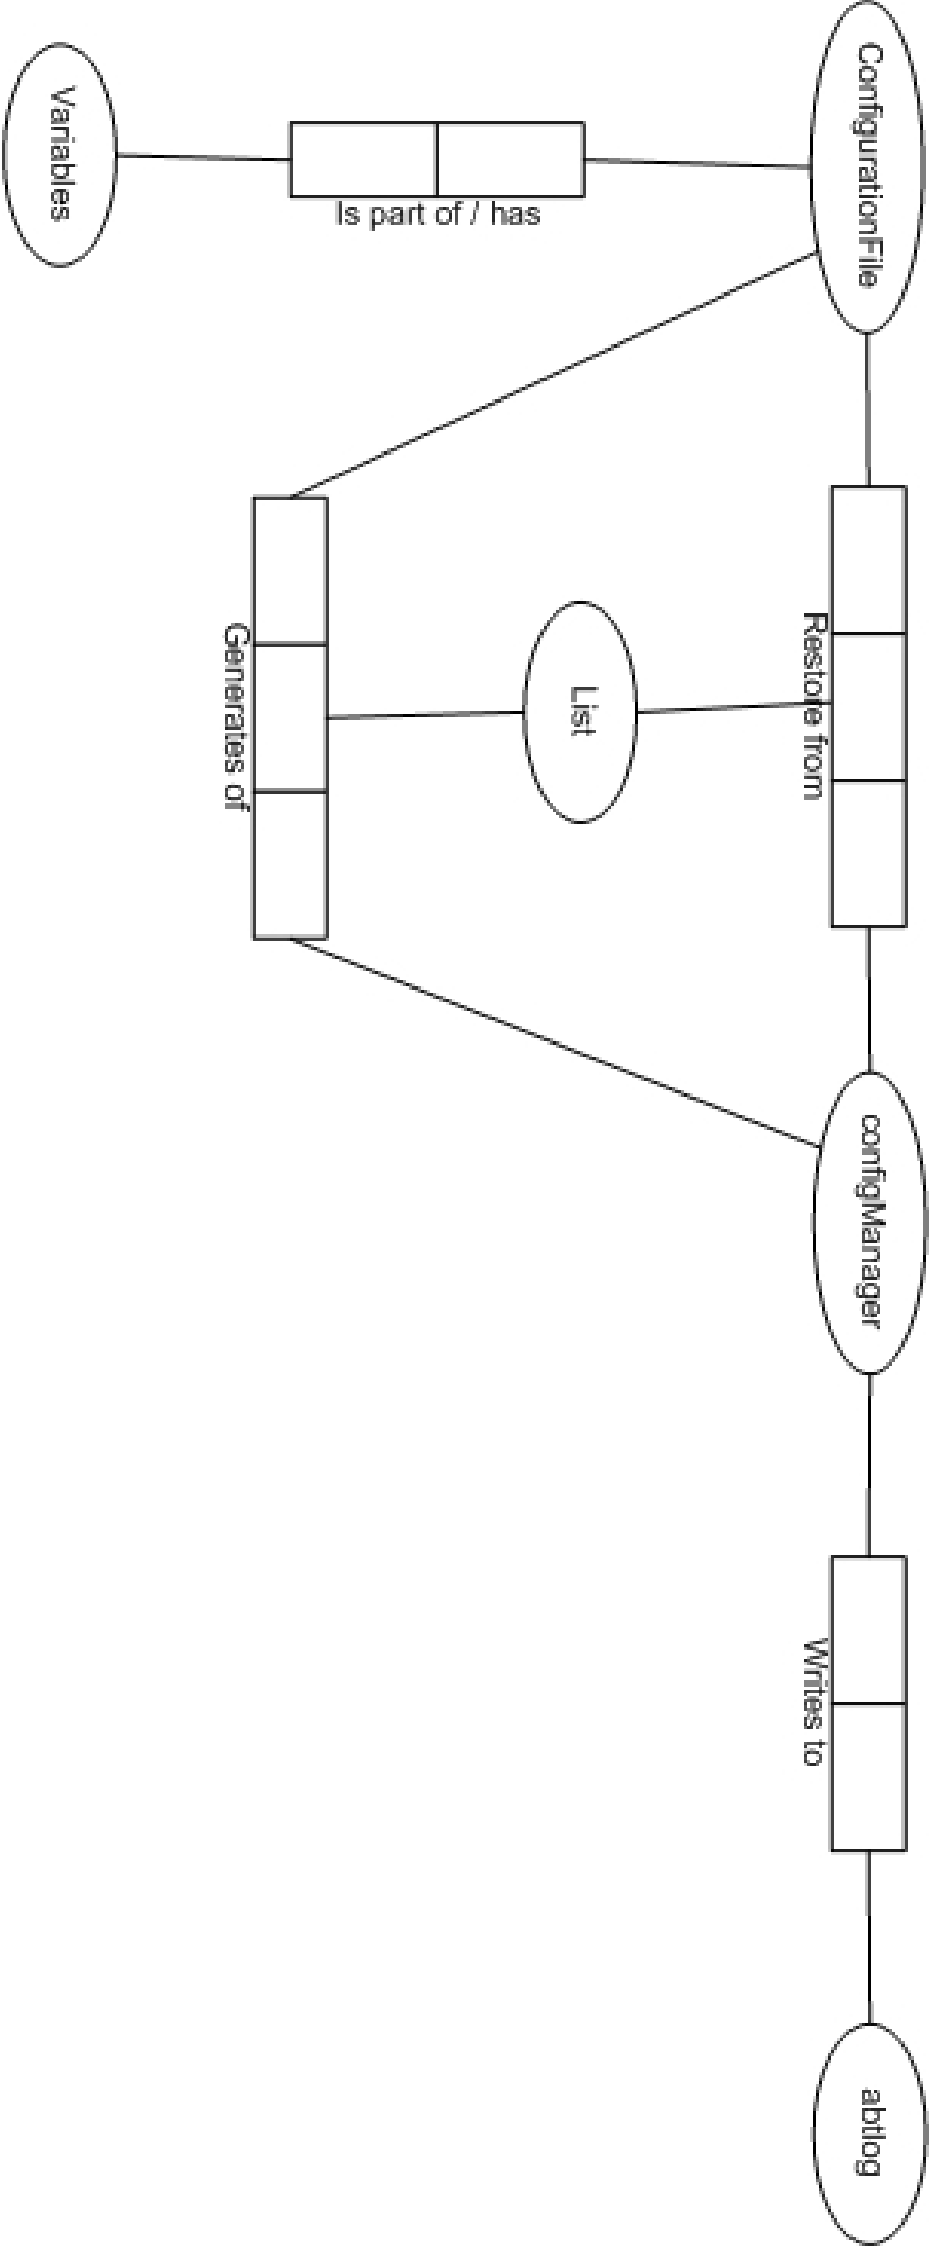 ConfigurationFile
Variables
Is part of / has
Restore from
List
Generates of
configManager
Writes to
abtlog